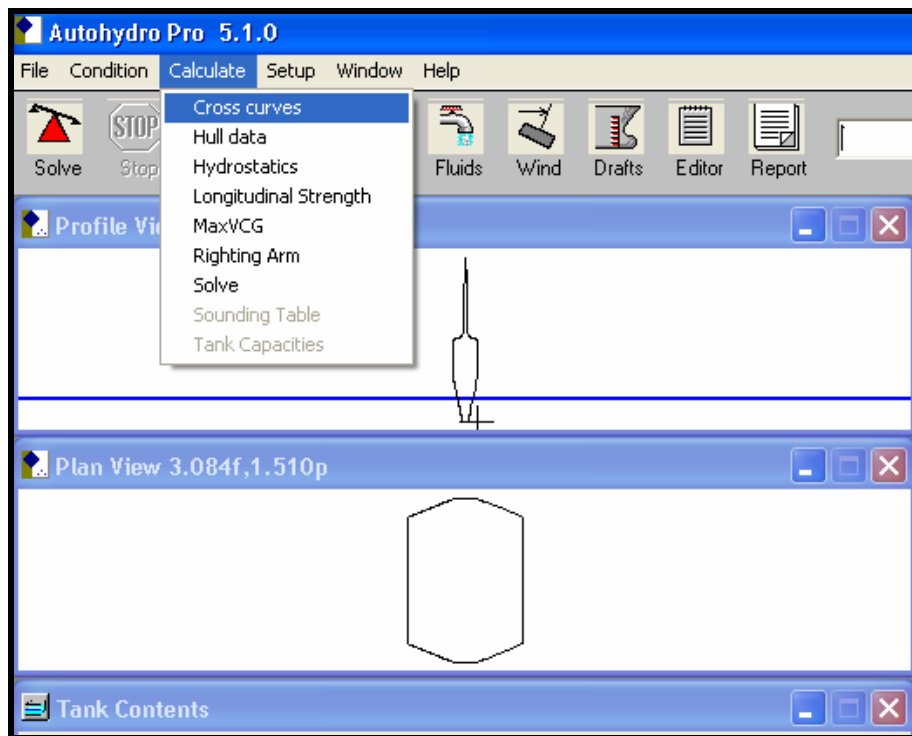 Autohydro Pro 5.1.0
File Condition Calculate Setup Window Help
Cross curves
Hull data
Hydrostatics
Longitudinal Strength
MaxVCG
Righting Arm
Solve
Sounding Table
Tank Capacities
STOP
Solve Stop Fluids Wind Drafts Editor Report
Profile
Plan View 3.084f,1.510p
Tank Contents